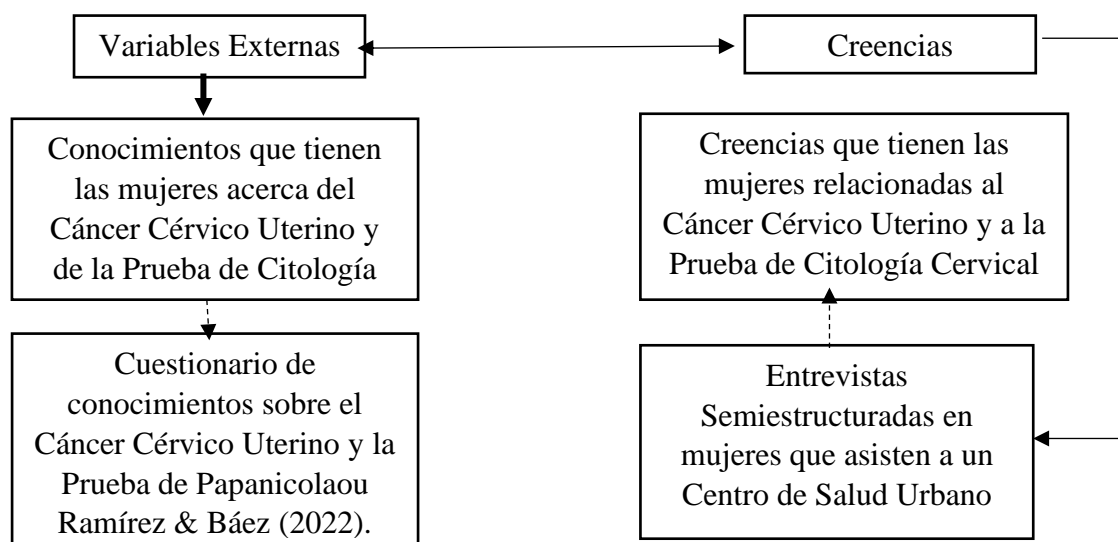 Variables Externas
Creencias
Conocimientos que tienen
las mujeres acerca del
Cáncer Cérvico Uterino y
de la Prueba de Citología
Creencias que tienen las
mujeres relacionadas al
Cáncer Cérvico Uterino y a la
Prueba de Citología Cervical
Cuestionario de
conocimientos sobre el
Cáncer Cérvico Uterino y la
Prueba de Papanicolaou
Ramírez & Báez (2022).
Entrevistas
Semiestructuradas en
mujeres que asisten a un
Centro de Salud Urbano